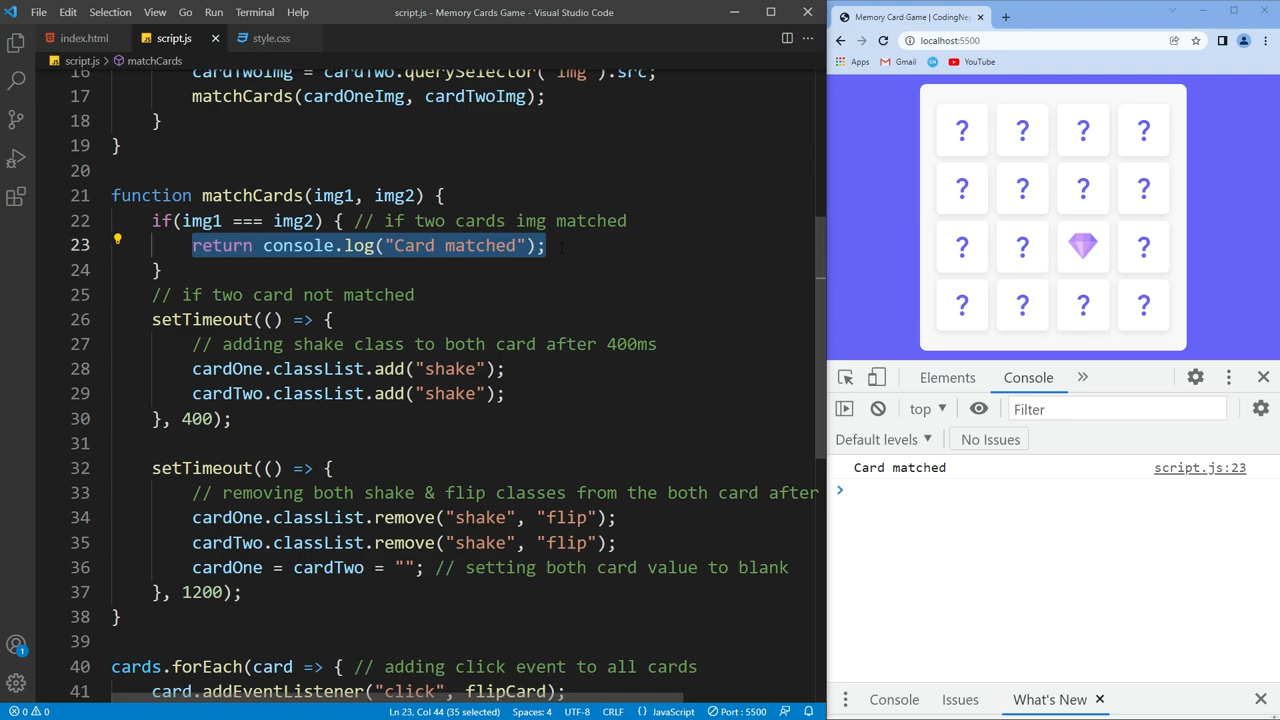 File Edit Selection View Go Run Terminal Help script.js - Memory Cards Game - Visual Studio Code
index.html script.js style.css
script.js matchCards
16 cardTwoImg = cardTwo.querySelector("img").src;
17 matchCards(cardOneImg, cardTwoImg);
18 }
19 }
20
21 function matchCards(img1, img2) {
22 if(img1 === img2) { // if two cards img matched
23 return console.log("Card matched");
24 }
25 // if two card not matched
26 setTimeout(() => {
27 // adding shake class to both card after 400ms
28 cardOne.classList.add("shake");
29 cardTwo.classList.add("shake");
30 }, 400);
31
32 setTimeout(() => {
33 // removing both shake & flip classes from the both card after
34 cardOne.classList.remove("shake", "flip");
35 cardTwo.classList.remove("shake", "flip");
36 cardOne = cardTwo = ""; // setting both card value to blank
37 }, 1200);
38 }
39
40 cards.forEach(card => { // adding click event to all cards
41 card.addEventListener("click", flipCard);
0 0 Ln 23, Col 44 (35 selected) Spaces: 4 UTF-8 CRLF {} JavaScript Port : 5500
1
Memory Card Game | CodingNep
localhost:5500
Apps Gmail YouTube
? ? ? ?
? ? ? ?
? ? ?
? ? ? ?
Elements Console »
top Filter
Default levels No Issues
Card matched script.js:23
Console Issues What's New